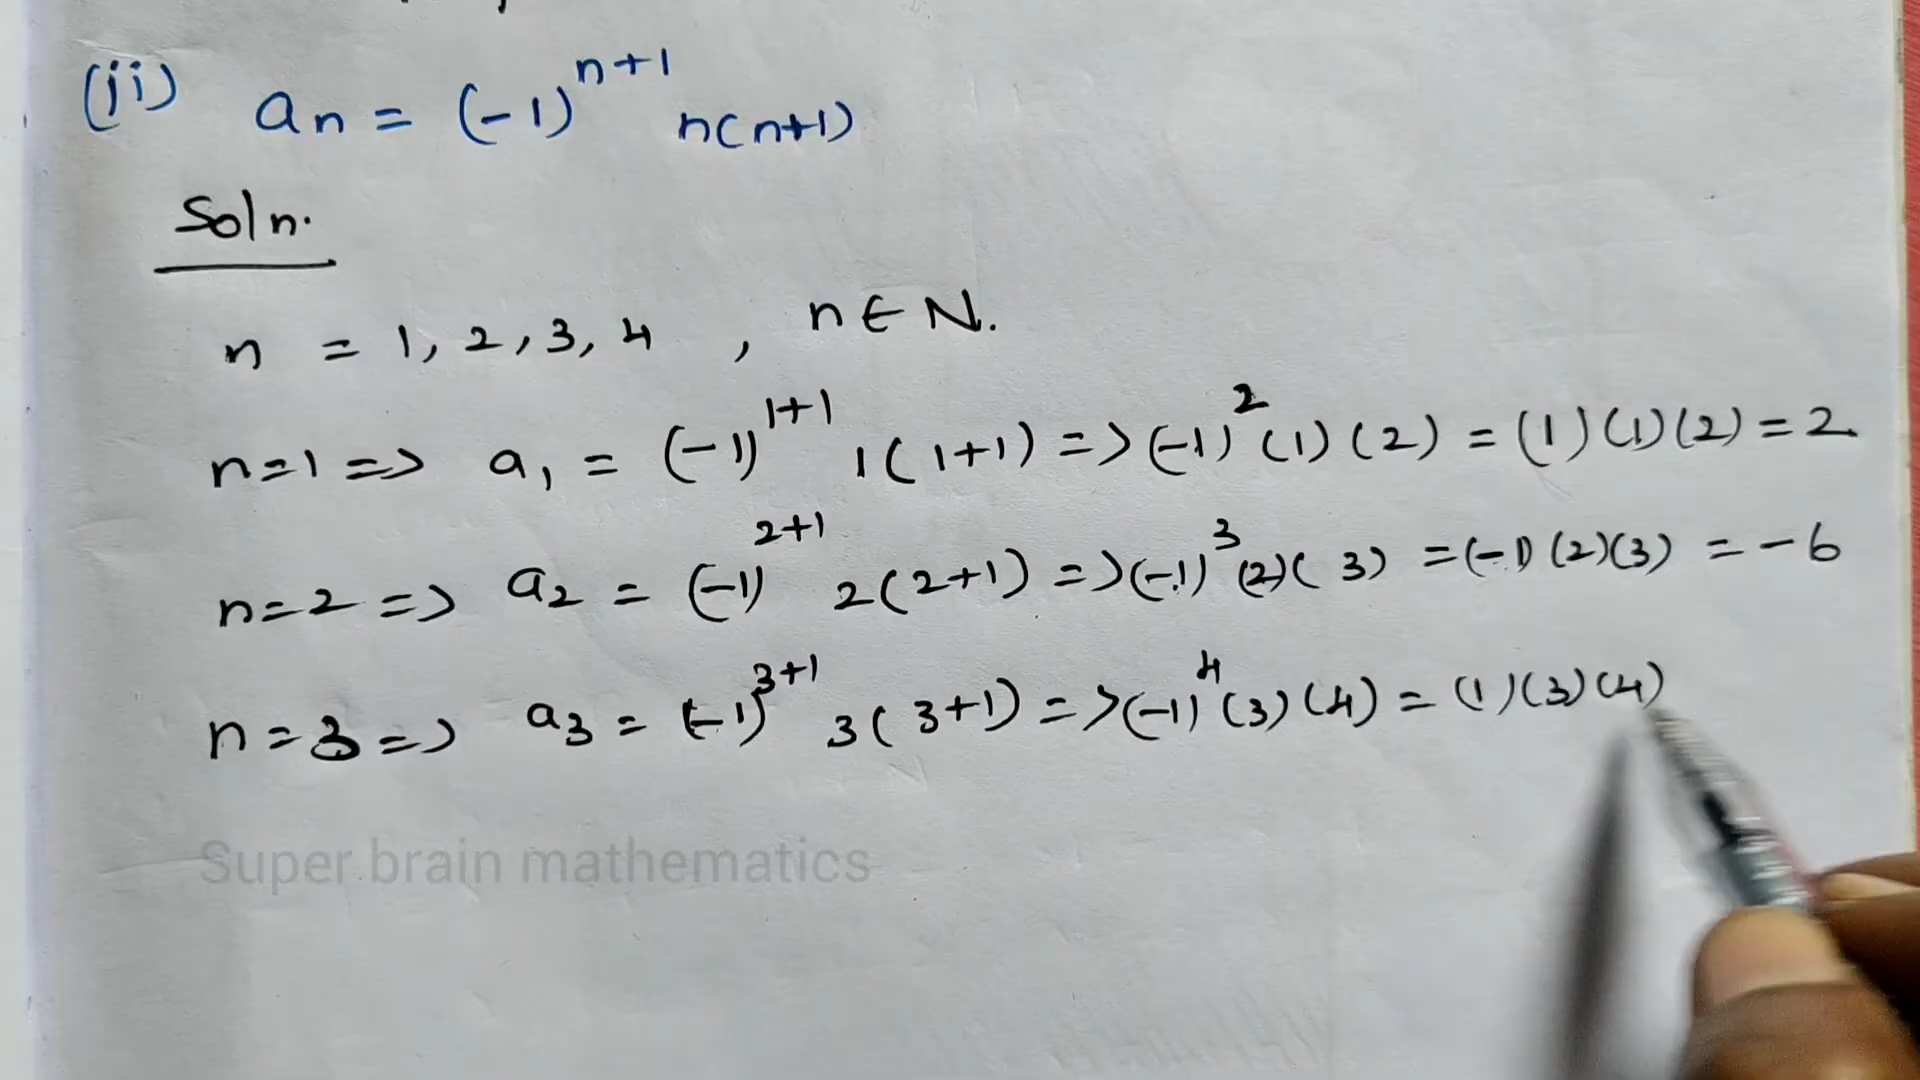 (ii) an = (-1)^n+1 n(n+1)
Soln.
n = 1, 2, 3, 4 , n ∈ N.
n=1 => a₁ = (-1)^1+1 1(1+1) => (-1)^2 (1)(2) = (1)(1)(2) = 2
n=2 => a₂ = (-1)^2+1 2(2+1) => (-1)^3 (2)(3) = (-1)(2)(3) = -6
n=3 => a₃ = (-1)^3+1 3(3+1) => (-1)^4 (3)(4) = (1)(3)(4)
Super brain mathematics